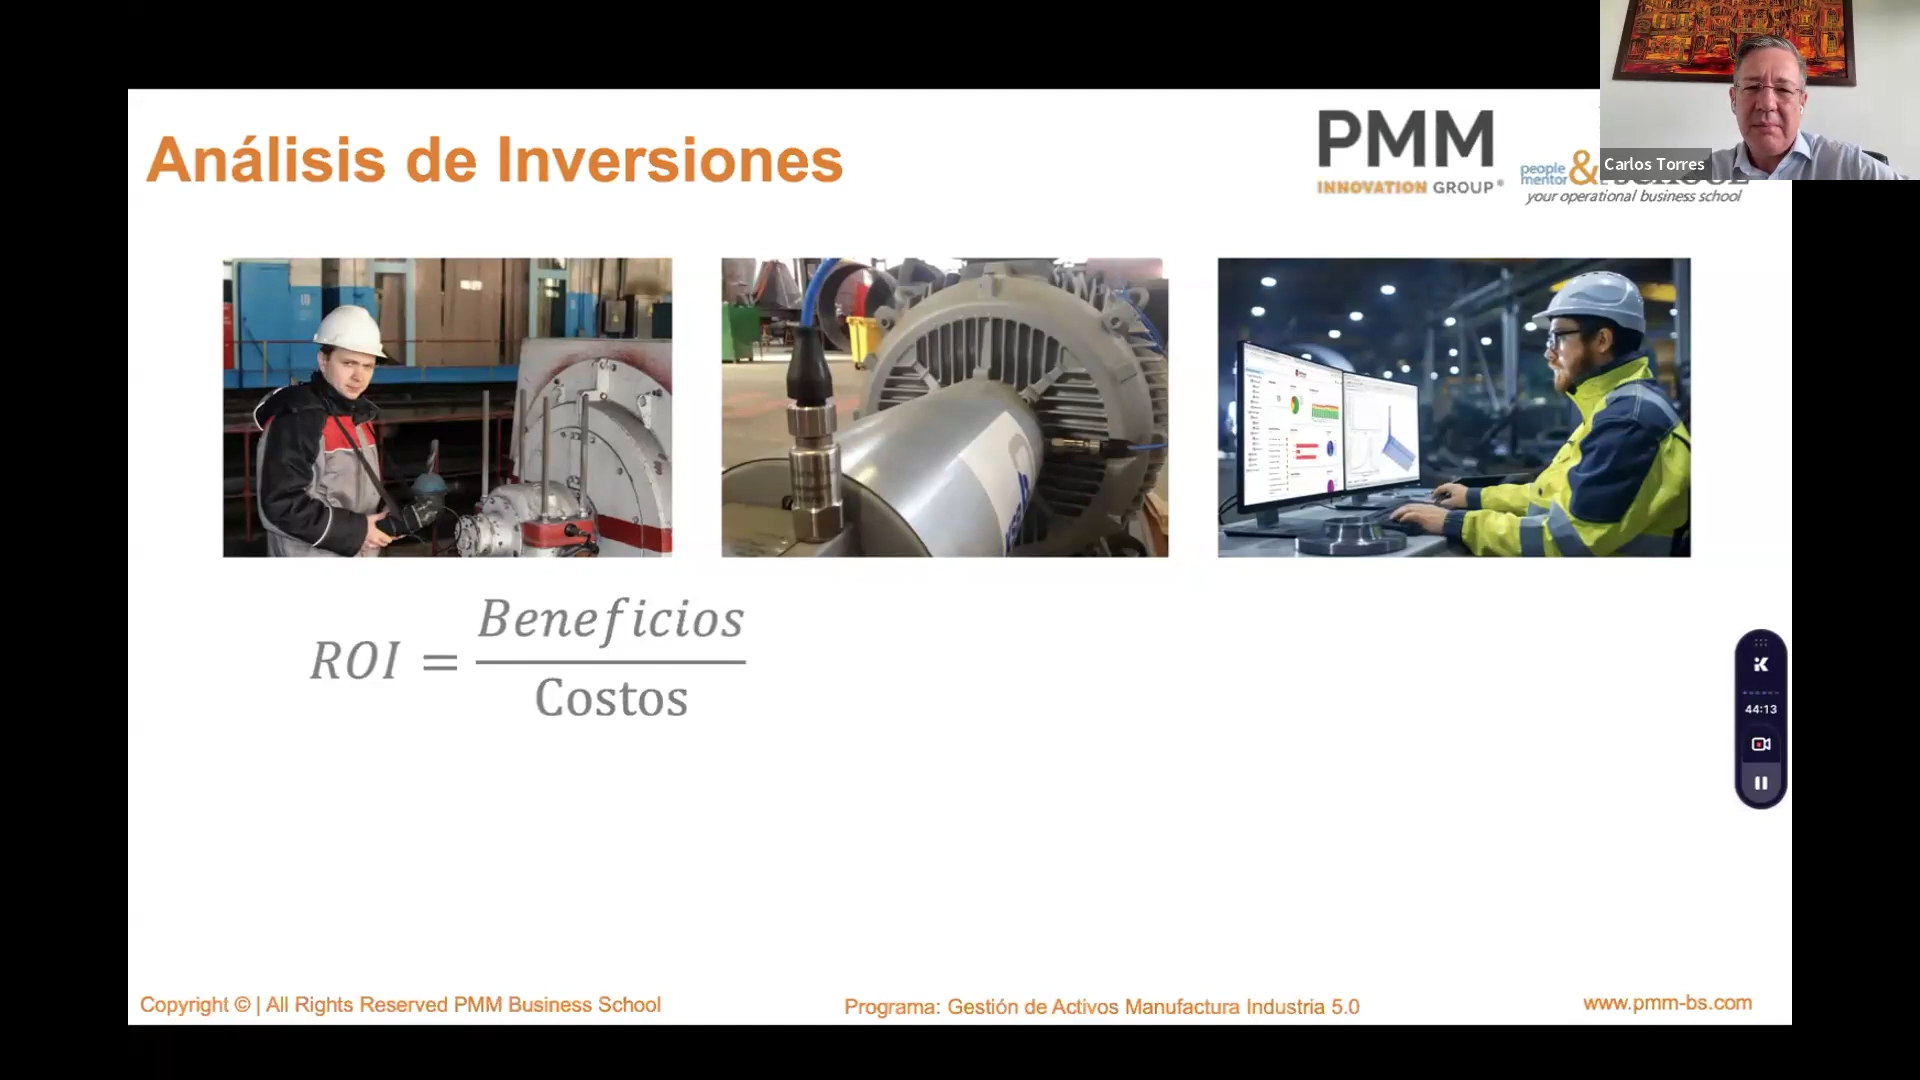 Análisis de Inversiones
PMM
INNOVATION GROUP®
people
mentor
&
SCHOOL
your operational business school
Carlos Torres
ROI = Beneficios
Costos
44:13
Copyright © | All Rights Reserved PMM Business School
Programa: Gestión de Activos Manufactura Industria 5.0
www.pmm-bs.com